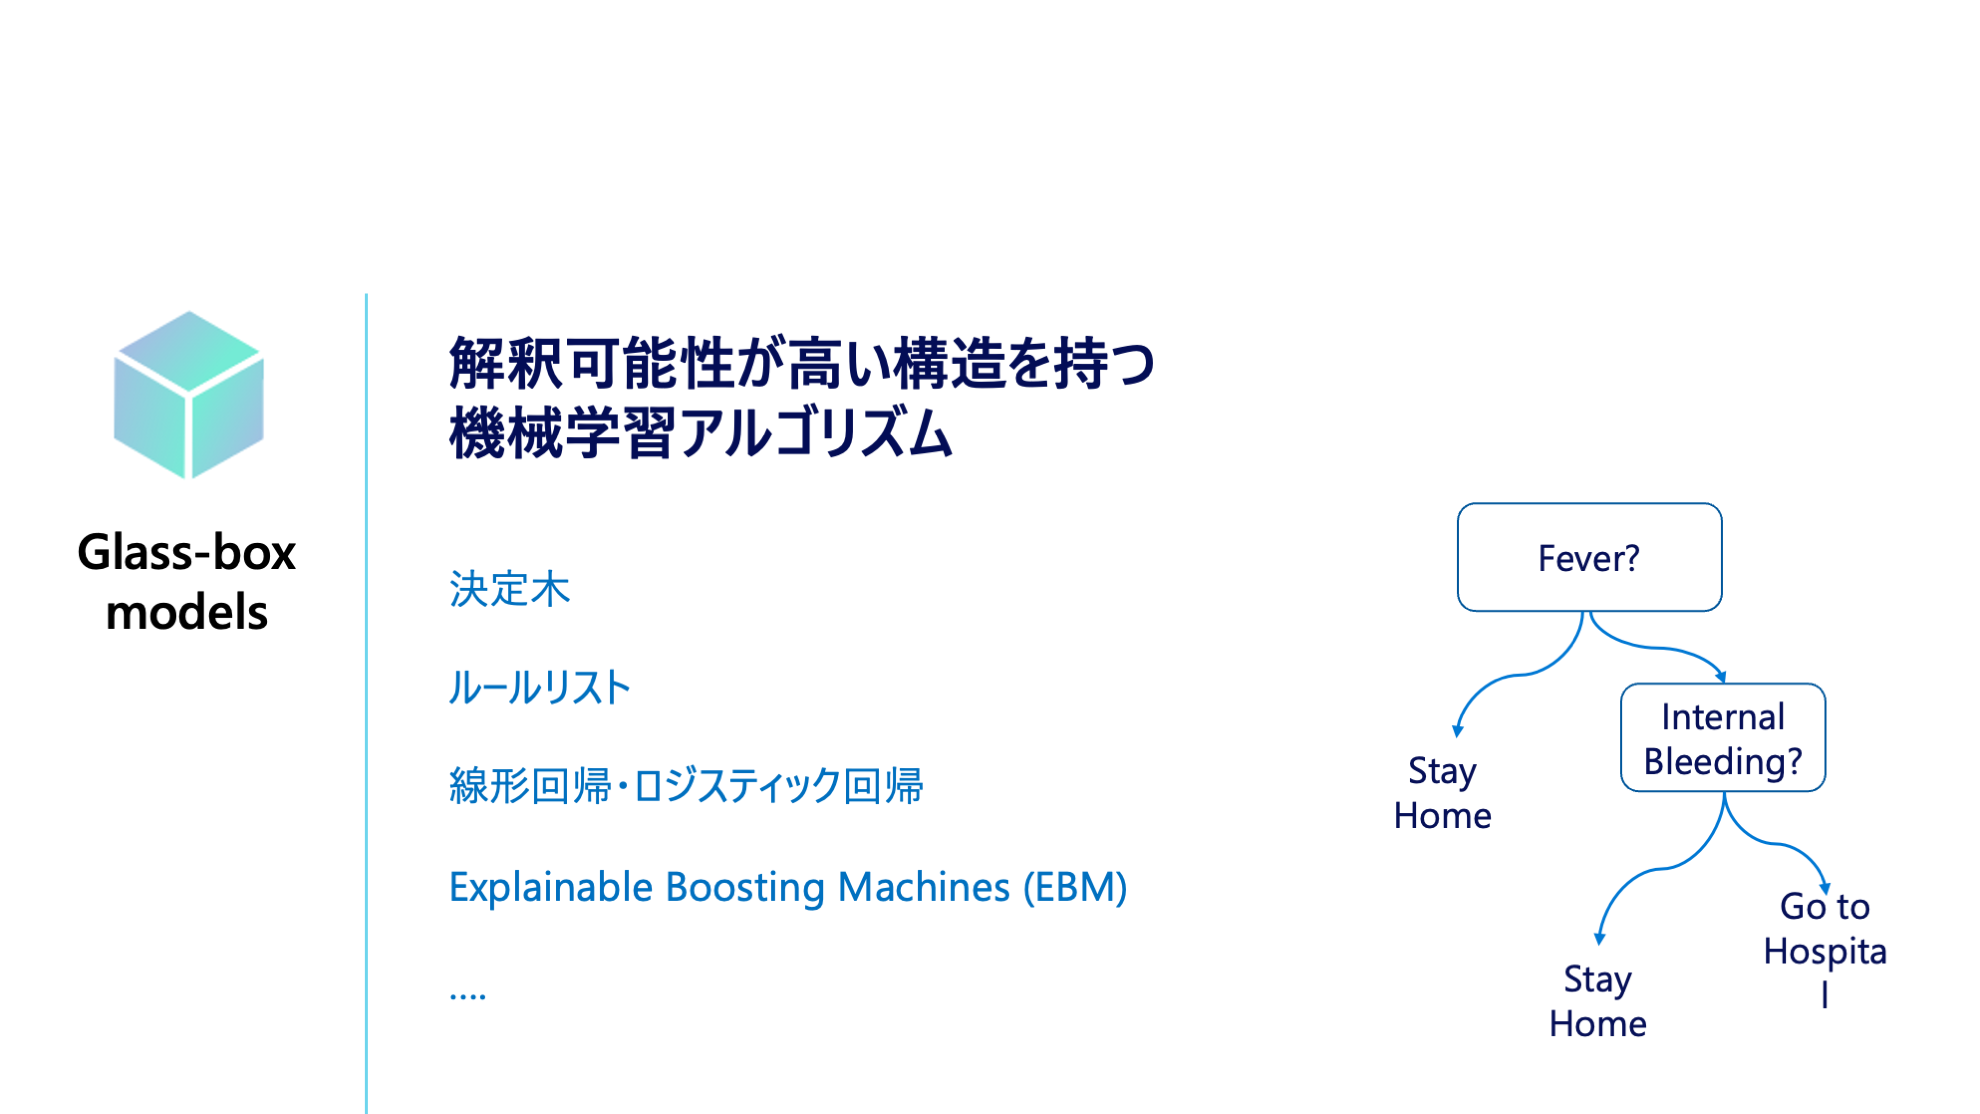 Glass-box
models
解釈可能性が高い構造を持つ
機械学習アルゴリズム
決定木
ルールリスト
線形回帰・ロジスティック回帰
Explainable Boosting Machines (EBM)
....
Fever?
Internal
Bleeding?
Stay
Home
Go to
Hospita
l
Stay
Home